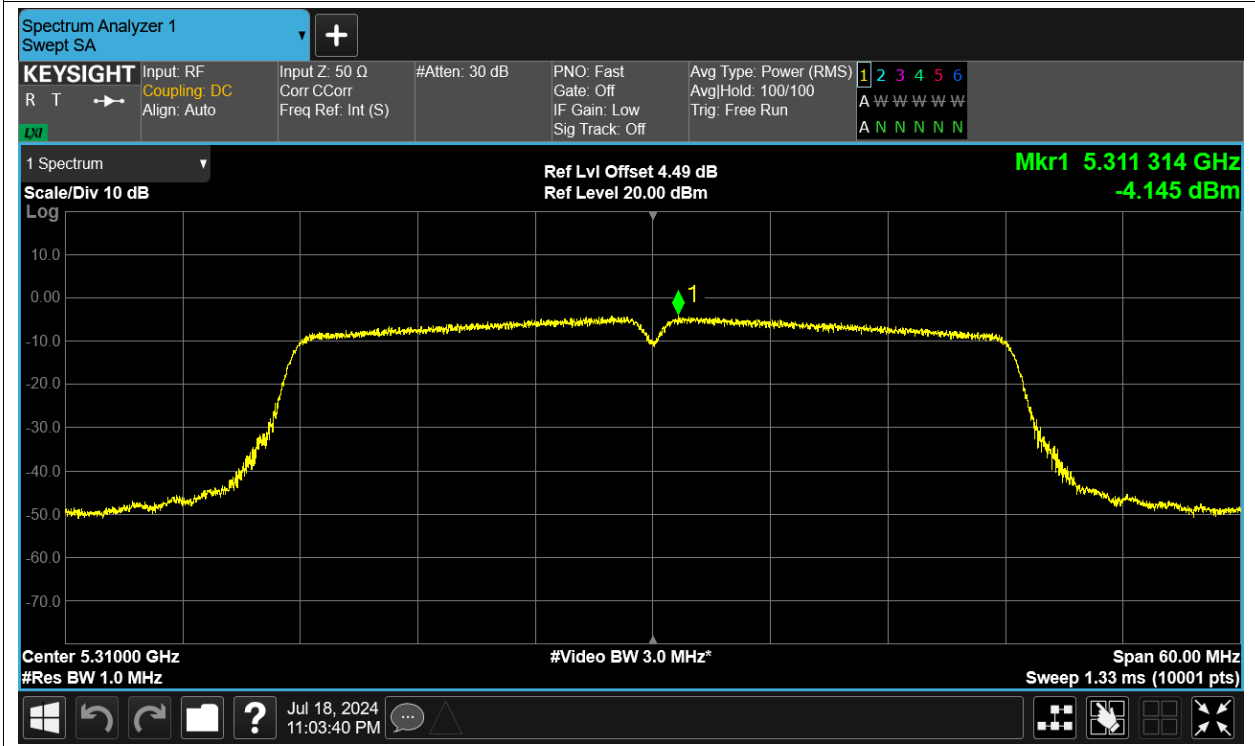 Spectrum Analyzer 1
Swept SA
KEYSIGHT
R T
LXI
Input: RF
Coupling: DC
Align: Auto
Input Z: 50 Ω
Corr CCorr
Freq Ref: Int (S)
#Atten: 30 dB
PNO: Fast
Gate: Off
IF Gain: Low
Sig Track: Off
Avg Type: Power (RMS)
Avg|Hold: 100/100
Trig: Free Run
1 2 3 4 5 6
A W W W W W
A N N N N N
1 Spectrum
Scale/Div 10 dB
Log
Ref Lvl Offset 4.49 dB
Ref Level 20.00 dBm
Mkr1 5.311 314 GHz
-4.145 dBm
10.0
0.00
-10.0
-20.0
-30.0
-40.0
-50.0
-60.0
-70.0
1
Center 5.31000 GHz
#Res BW 1.0 MHz
#Video BW 3.0 MHz*
Span 60.00 MHz
Sweep 1.33 ms (10001 pts)
?
Jul 18, 2024
11:03:40 PM